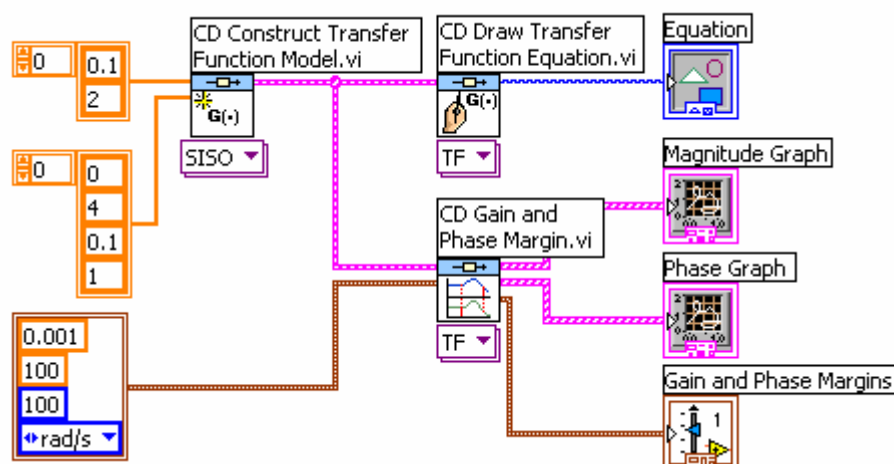 CD Construct Transfer
Function Model.vi
CD Draw Transfer
Function Equation.vi
Equation
0
0.1
2
G(·)
G(·)
SISO
TF
0
0
4
0.1
1
Magnitude Graph
CD Gain and
Phase Margin.vi
Phase Graph
TF
0.001
100
100
rad/s
Gain and Phase Margins
1